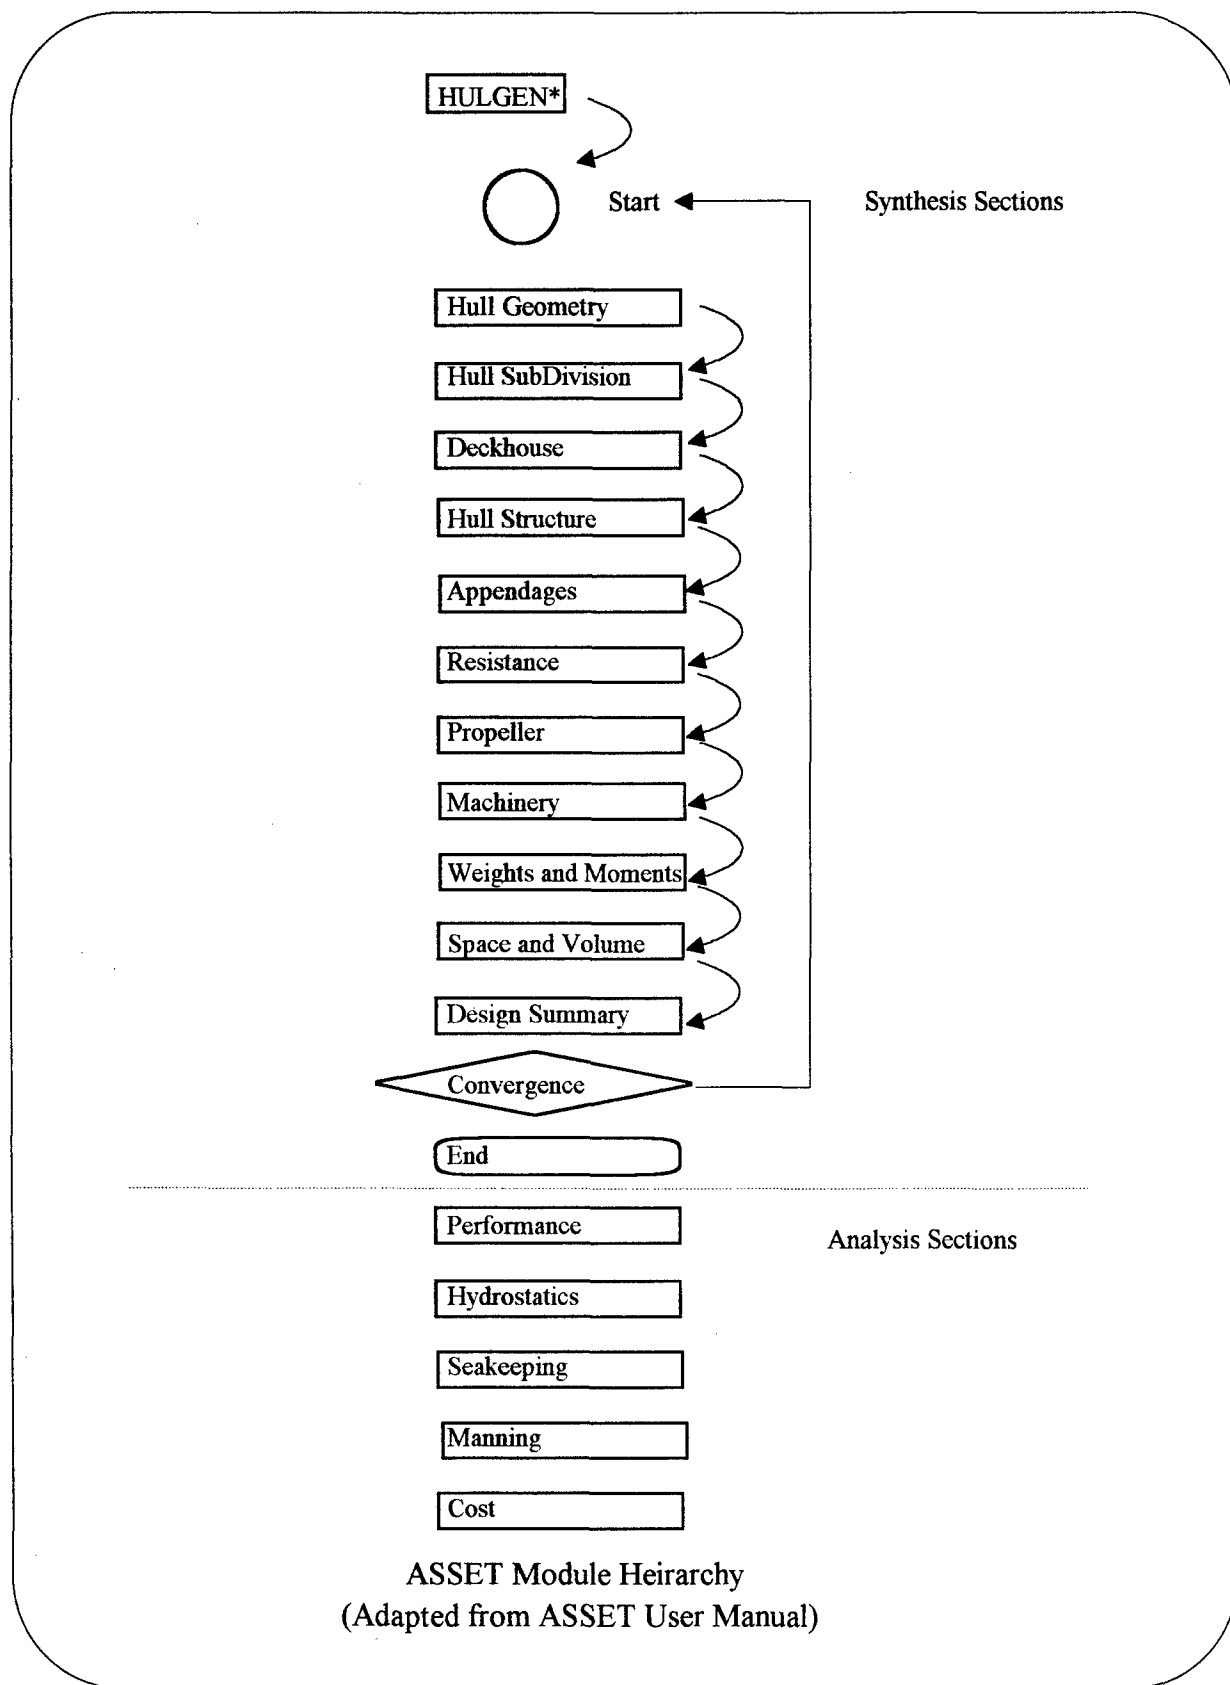 HULGEN*
Start
Synthesis Sections
Hull Geometry
Hull SubDivision
Deckhouse
Hull Structure
Appendages
Resistance
Propeller
Machinery
Weights and Moments
Space and Volume
Design Summary
Convergence
End
Performance
Analysis Sections
Hydrostatics
Seakeeping
Manning
Cost
ASSET Module Heirarchy
(Adapted from ASSET User Manual)